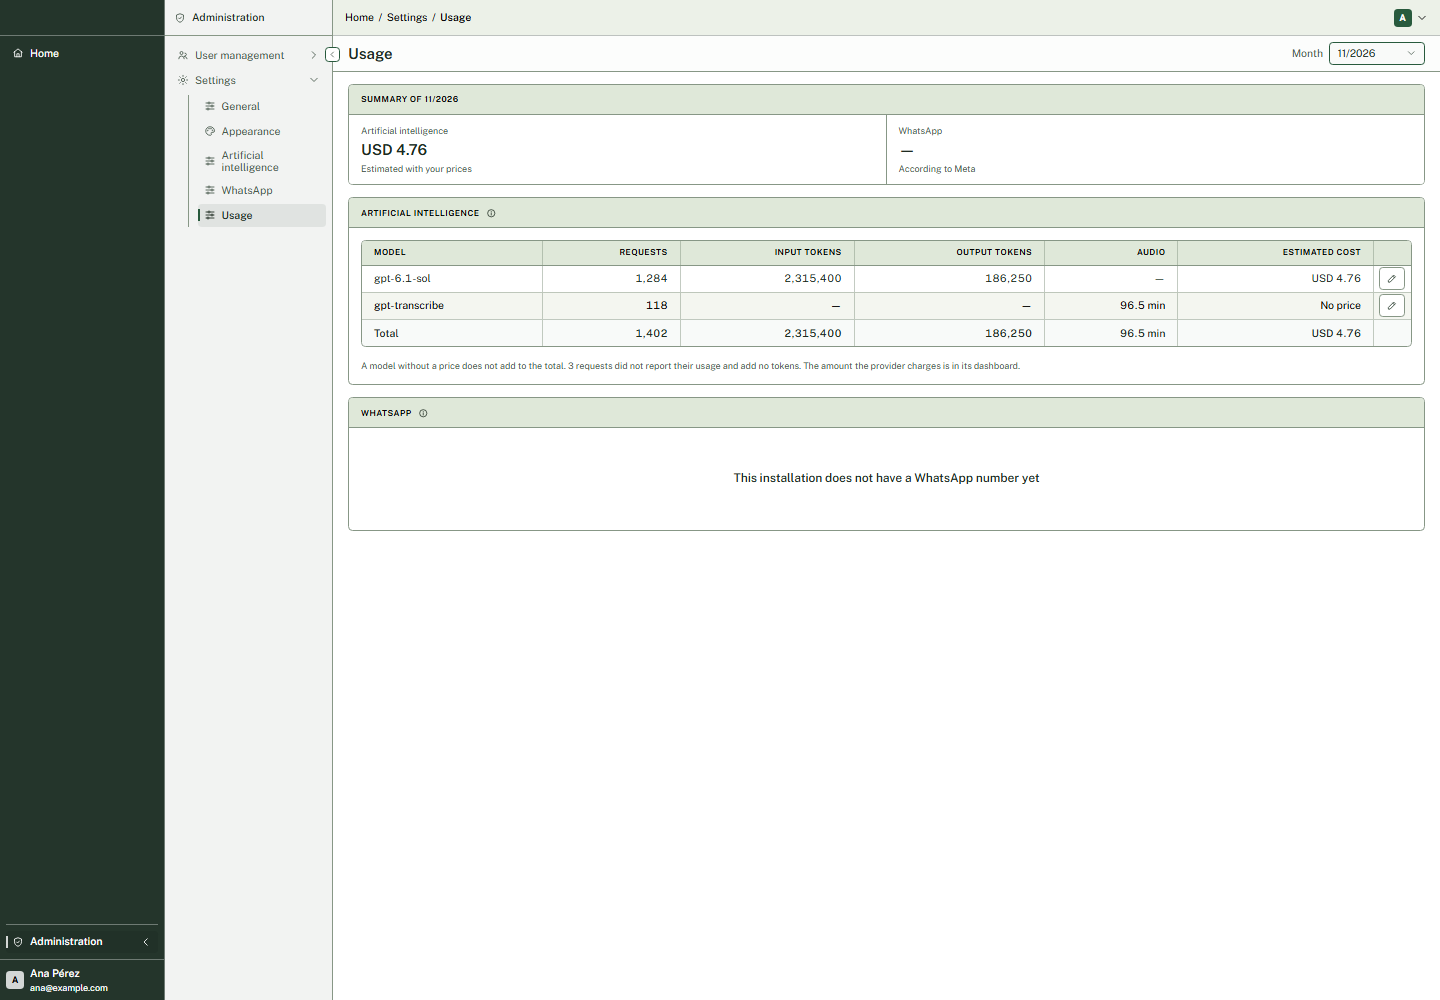 Administration
Home / Settings / Usage
A
Home
User management
Settings
General
Appearance
Artificial
intelligence
WhatsApp
Usage
Usage
Month
11/2026
SUMMARY OF 11/2026
Artificial intelligence
USD 4.76
Estimated with your prices
WhatsApp
—
According to Meta
ARTIFICIAL INTELLIGENCE
MODEL REQUESTS INPUT TOKENS OUTPUT TOKENS AUDIO ESTIMATED COST
gpt-6.1-sol 1,284 2,315,400 186,250 — USD 4.76
gpt-transcribe 118 — — 96.5 min No price
Total 1,402 2,315,400 186,250 96.5 min USD 4.76
A model without a price does not add to the total. 3 requests did not report their usage and add no tokens. The amount the provider charges is in its dashboard.
WHATSAPP
This installation does not have a WhatsApp number yet
Administration
A
Ana Pérez
ana@example.com